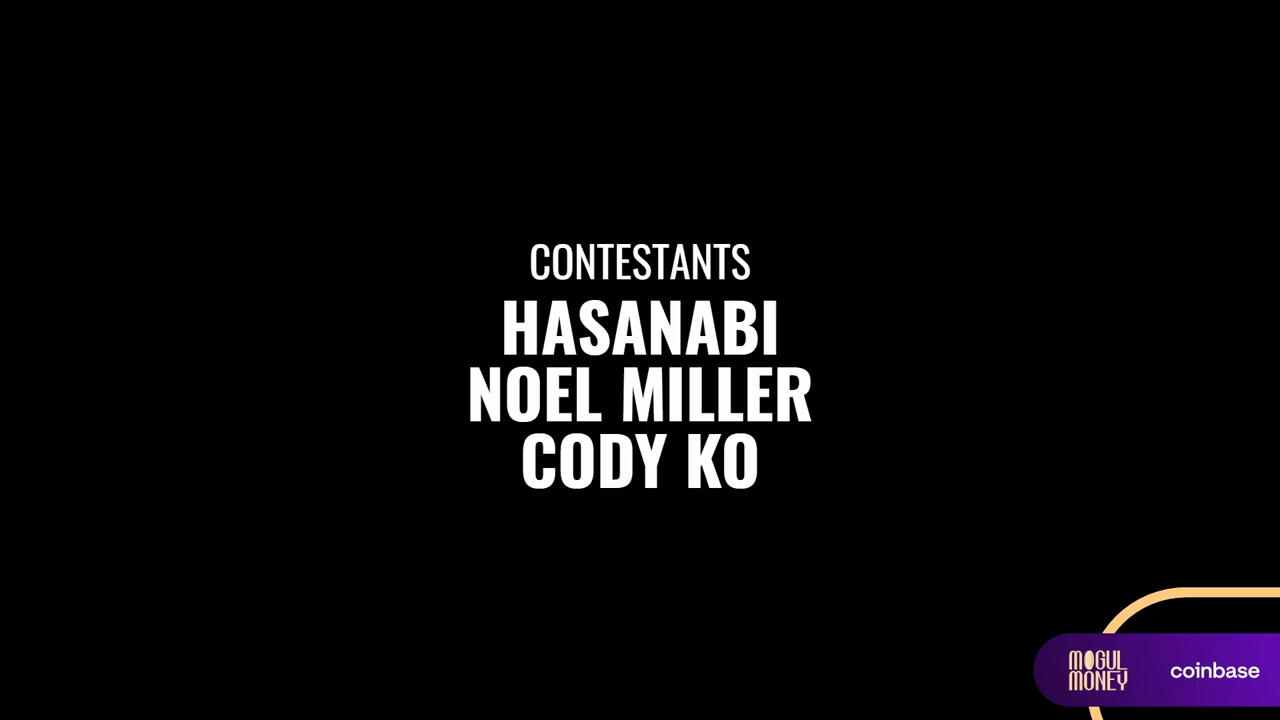 CONTESTANTS
HASANABI
NOEL MILLER
CODY KO
MOGUL
MONEY
coinbase